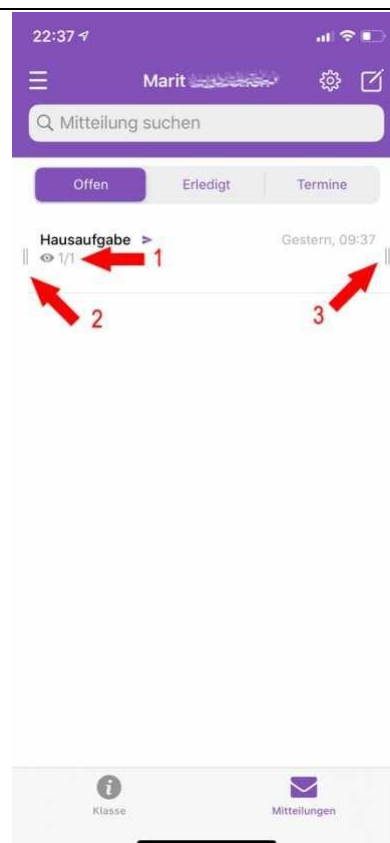 22:37
Marit
Mitteilung suchen
Offen Erledigt Termine
Hausaufgabe Gestern, 09:37
1/1 1
2 3
Klasse Mitteilungen